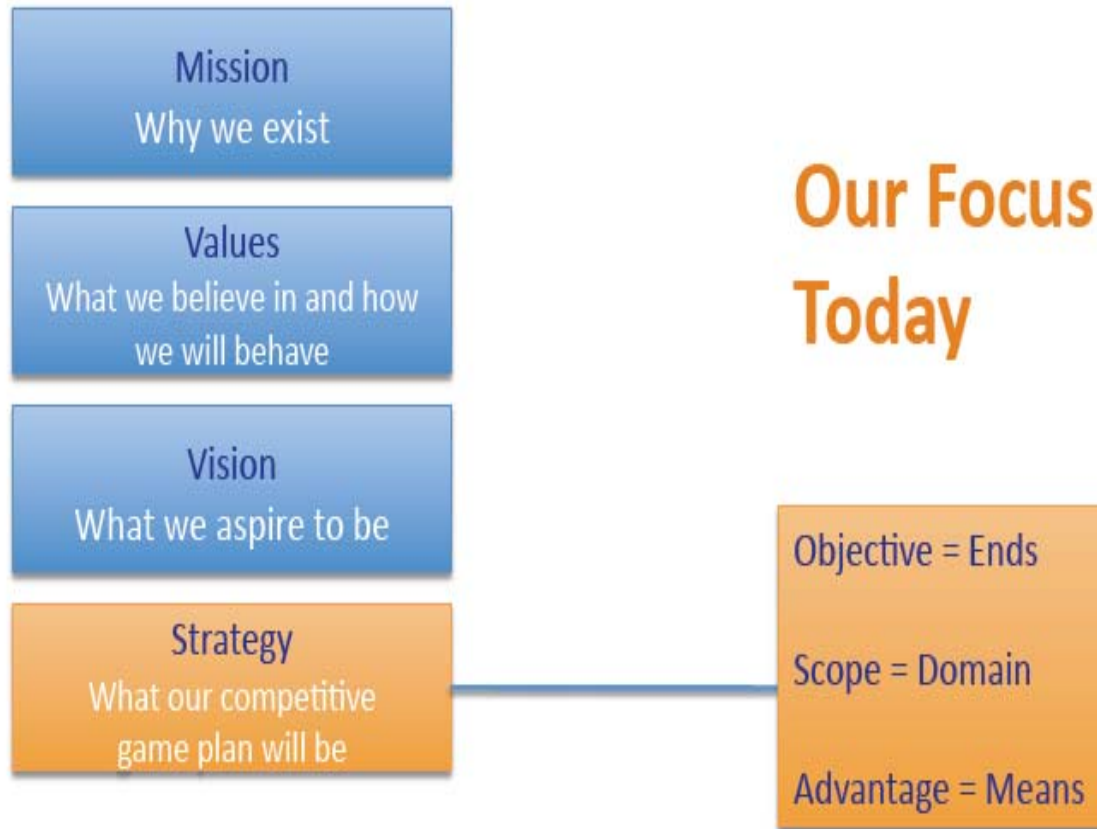 Mission
Why we exist
Values
What we believe in and how
we will behave
Vision
What we aspire to be
Strategy
What our competitive
game plan will be
Our Focus
Today
Objective = Ends
Scope = Domain
Advantage = Means